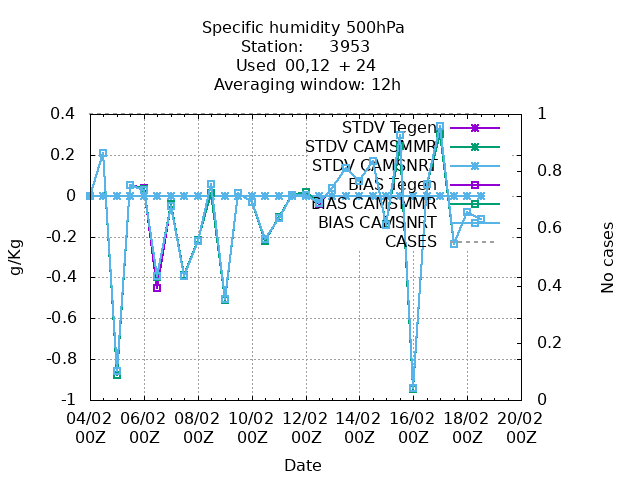 Specific humidity 500hPa
Station:     3953
Used  00,12  + 24
Averaging window: 12h
0.4
0.2
0
-0.2
-0.4
-0.6
-0.8
-1
g/Kg
1
0.8
0.6
0.4
0.2
0
No cases
STDV Tegen
STDV CAMSMMR
STDV CAMSNRT
BIAS Tegen
BIAS CAMSMMR
BIAS CAMSNRT
CASES
04/02 06/02 08/02 10/02 12/02 14/02 16/02 18/02 20/02
00Z 00Z 00Z 00Z 00Z 00Z 00Z 00Z 00Z
Date